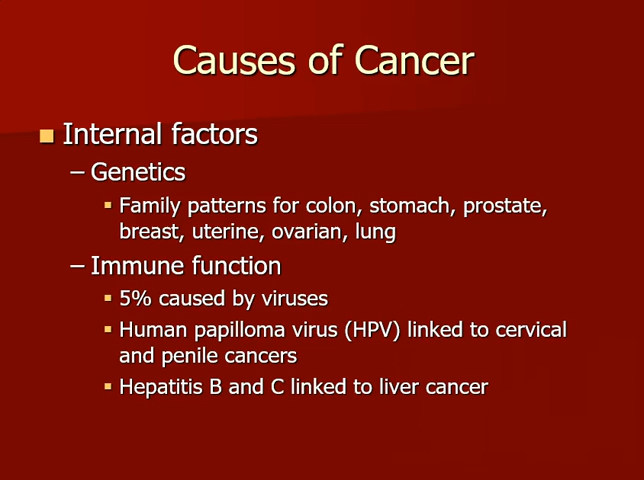 Causes of Cancer
Internal factors
– Genetics
Family patterns for colon, stomach, prostate,
breast, uterine, ovarian, lung
– Immune function
5% caused by viruses
Human papilloma virus (HPV) linked to cervical
and penile cancers
Hepatitis B and C linked to liver cancer